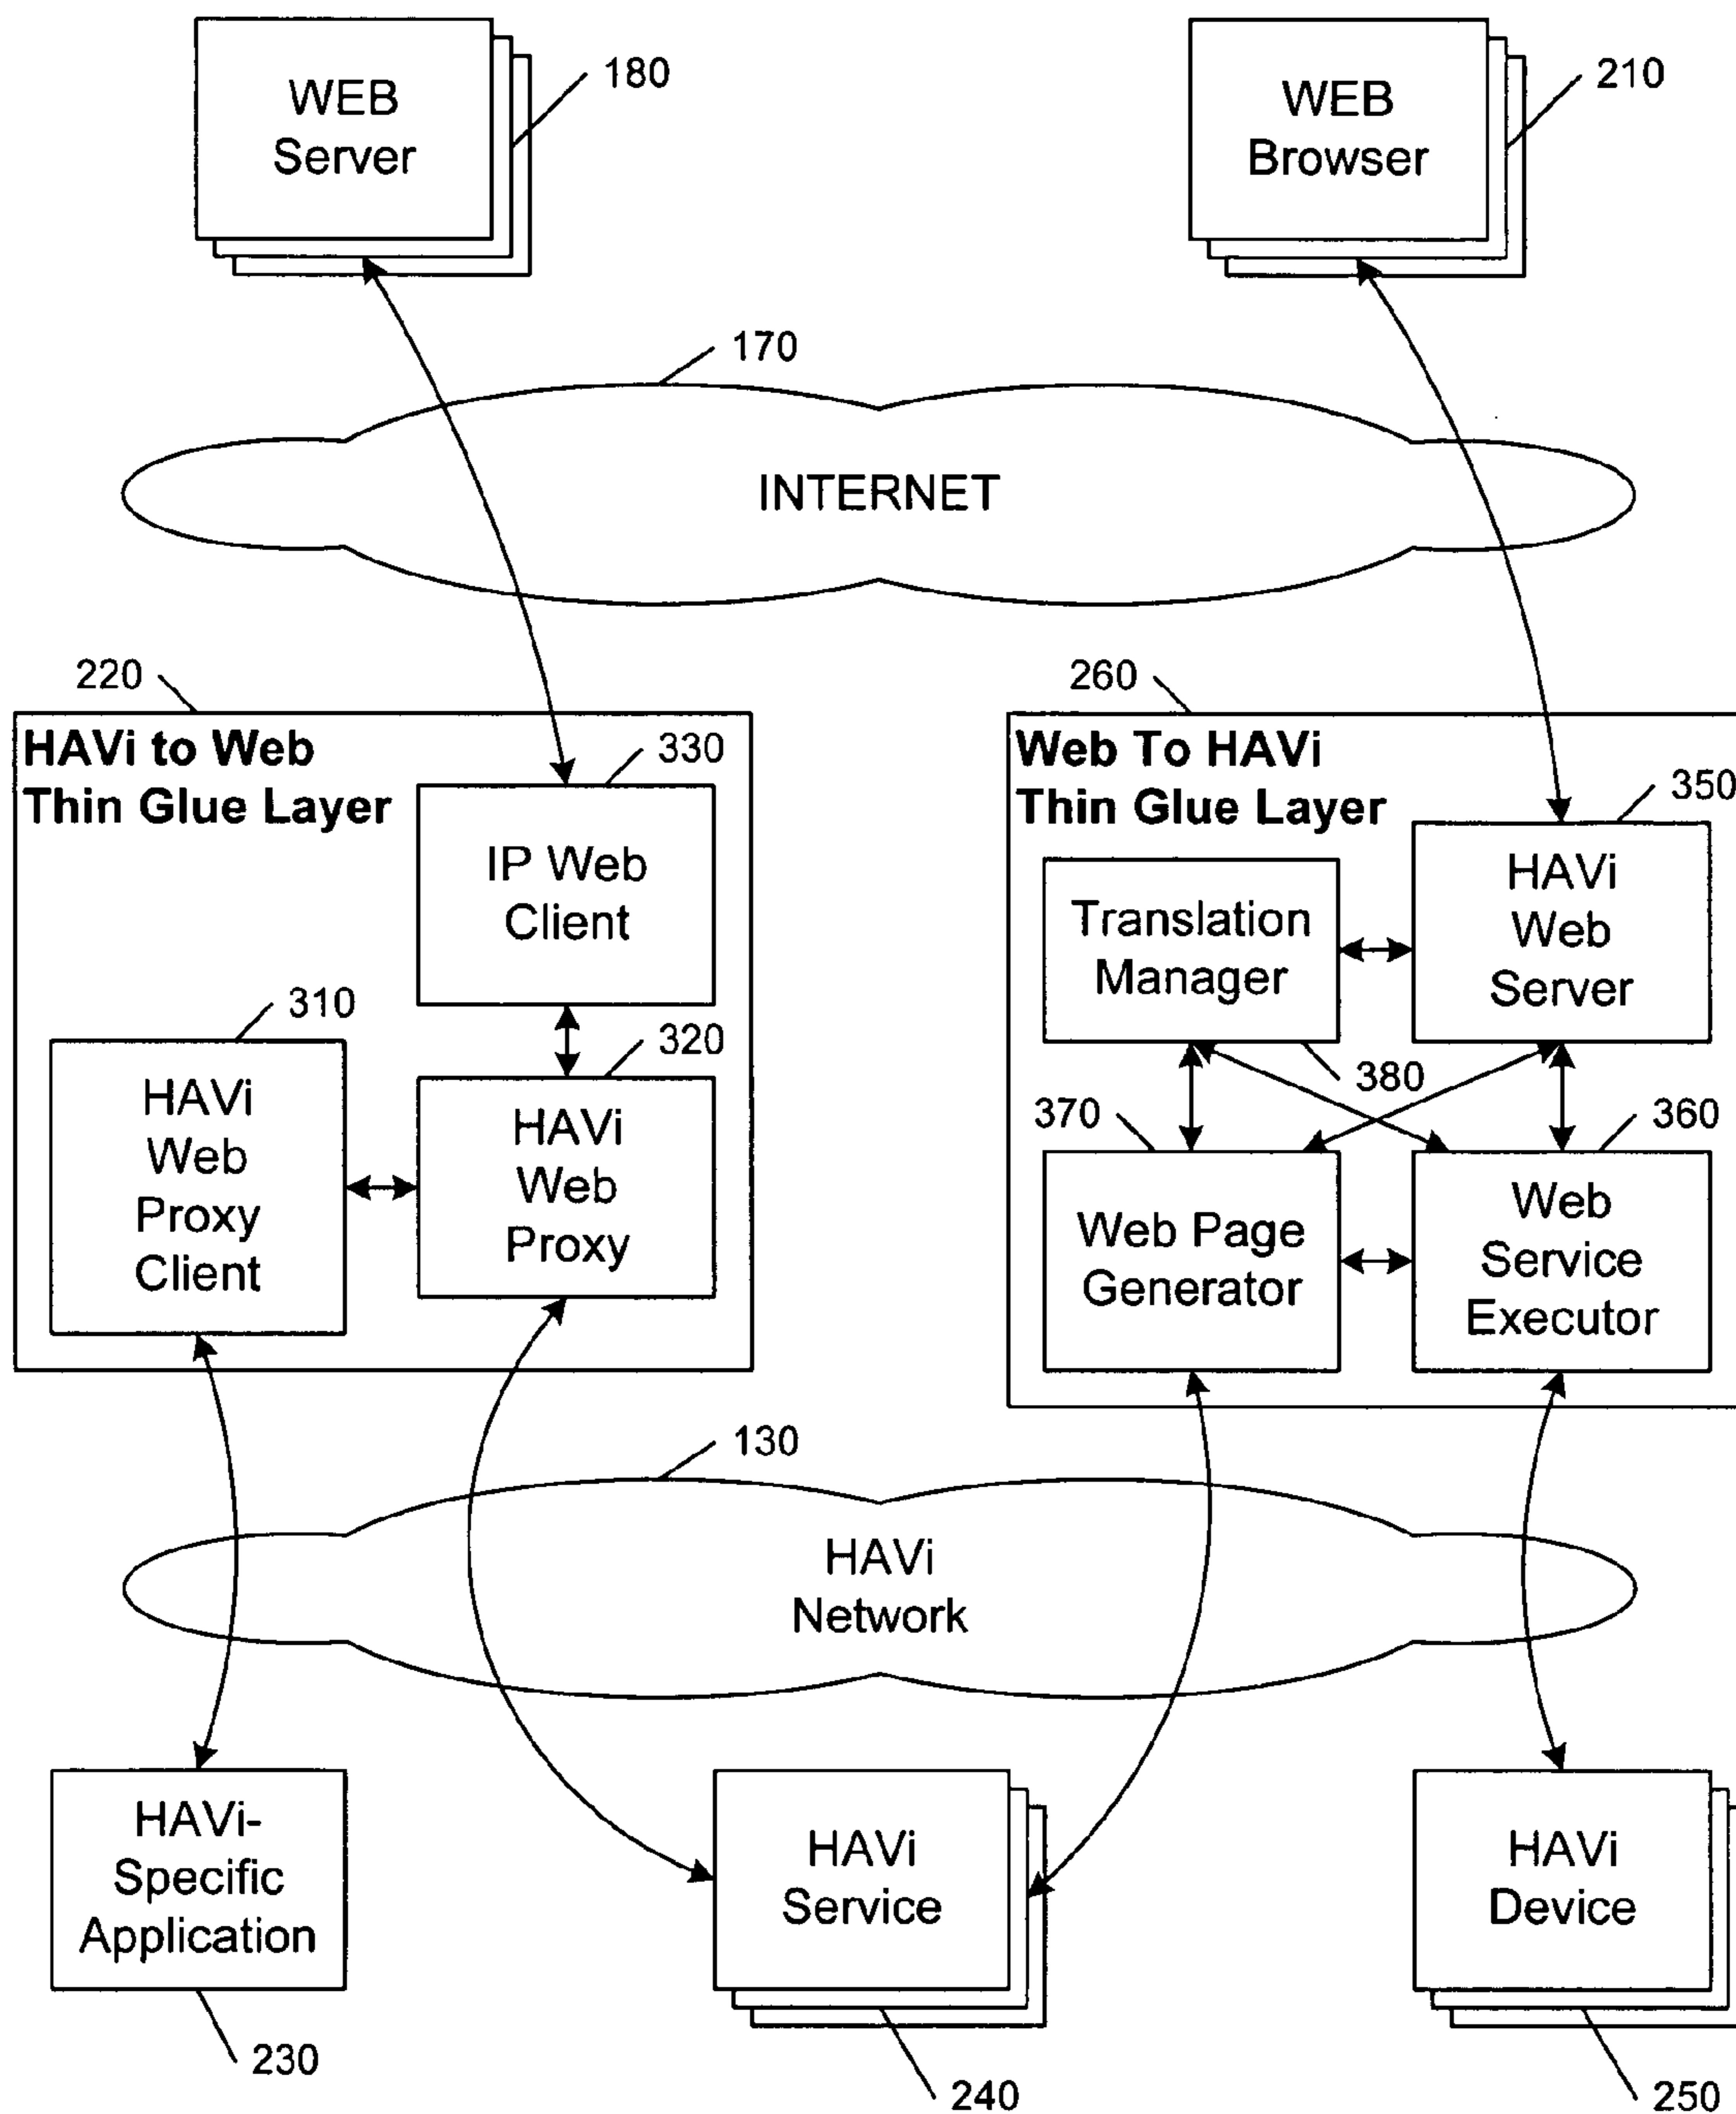 WEB
Server
180
WEB
Browser
210
170
INTERNET
220
HAVi to Web
Thin Glue Layer
330
IP Web
Client
310
HAVi
Web
Proxy
Client
320
HAVi
Web
Proxy
260
Web To HAVi
Thin Glue Layer
350
HAVi
Web
Server
Translation
Manager
380
370
Web Page
Generator
360
Web
Service
Executor
130
HAVi
Network
HAVi-
Specific
Application
230
HAVi
Service
240
HAVi
Device
250